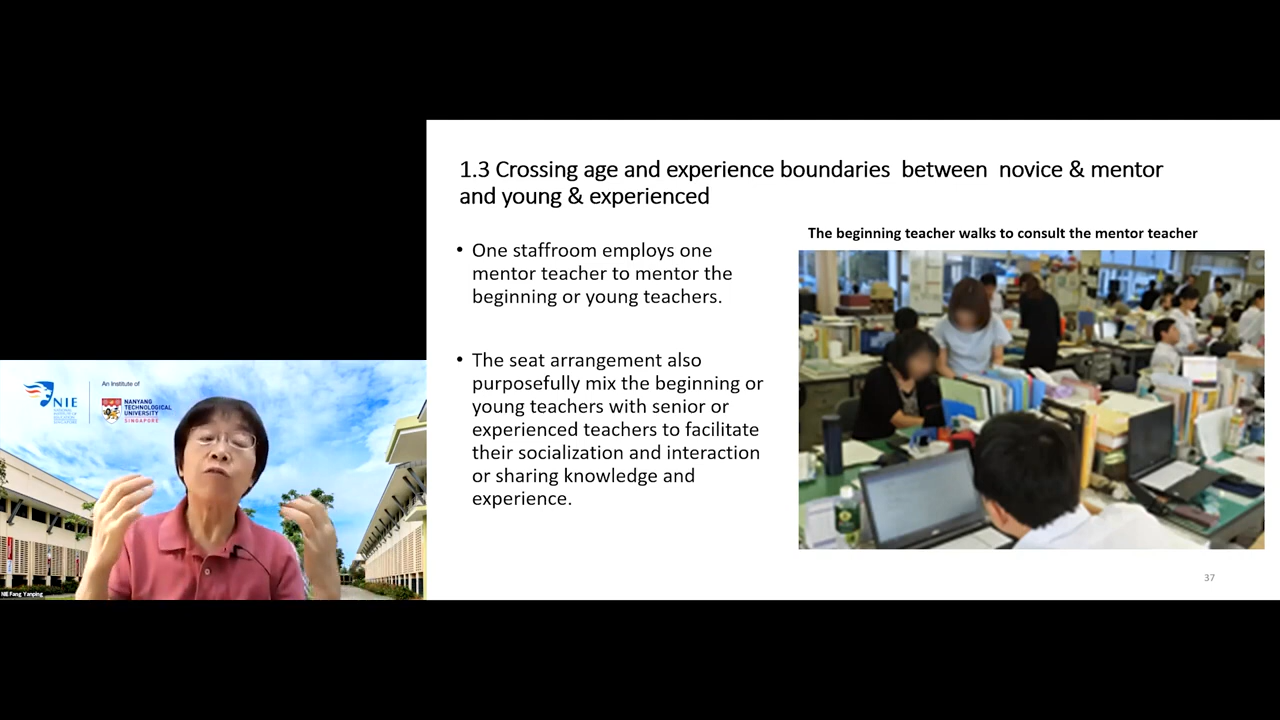 1.3 Crossing age and experience boundaries between novice & mentor
and young & experienced
• One staffroom employs one
mentor teacher to mentor the
beginning or young teachers.
• The seat arrangement also
purposefully mix the beginning or
young teachers with senior or
experienced teachers to facilitate
their socialization and interaction
or sharing knowledge and
experience.
The beginning teacher walks to consult the mentor teacher
37
NIE
An Institute of
NANYANG
TECHNOLOGICAL
UNIVERSITY
SINGAPORE
NIE Fang Yanping